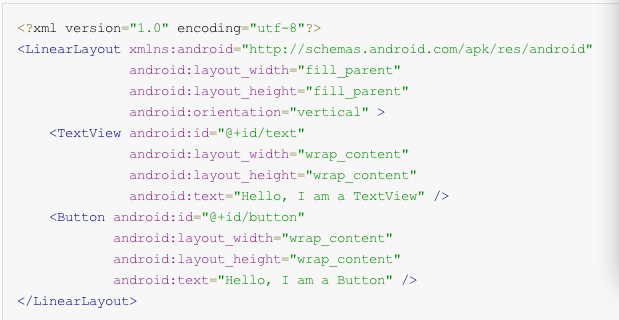 <?xml version="1.0" encoding="utf-8"?>
<LinearLayout xmlns:android="http://schemas.android.com/apk/res/android"
              android:layout_width="fill_parent"
              android:layout_height="fill_parent"
              android:orientation="vertical" >
    <TextView android:id="@+id/text"
              android:layout_width="wrap_content"
              android:layout_height="wrap_content"
              android:text="Hello, I am a TextView" />
    <Button android:id="@+id/button"
            android:layout_width="wrap_content"
            android:layout_height="wrap_content"
            android:text="Hello, I am a Button" />
</LinearLayout>